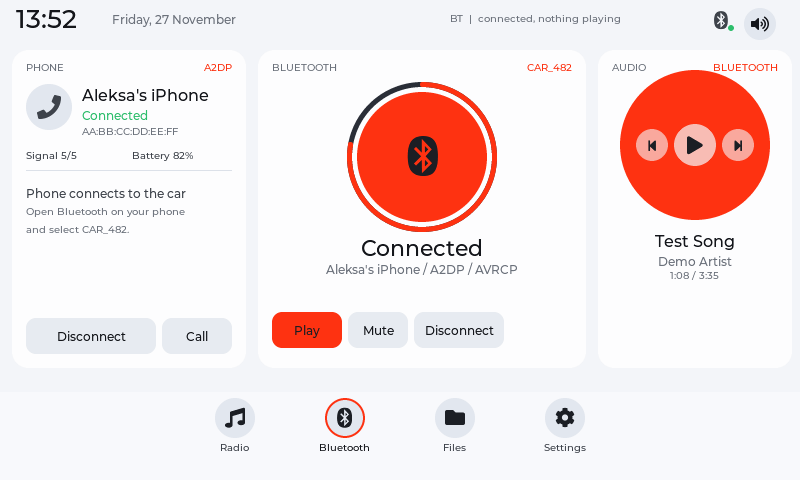 13:52
Friday, 27 November
BT | connected, nothing playing
PHONE
A2DP
Aleksa's iPhone
Connected
AA:BB:CC:DD:EE:FF
Signal 5/5
Battery 82%
Phone connects to the car
Open Bluetooth on your phone
and select CAR_482.
Disconnect
Call
BLUETOOTH
CAR_482
Connected
Aleksa's iPhone / A2DP / AVRCP
Play
Mute
Disconnect
AUDIO
BLUETOOTH
Test Song
Demo Artist
1:08 / 3:35
Radio
Bluetooth
Files
Settings